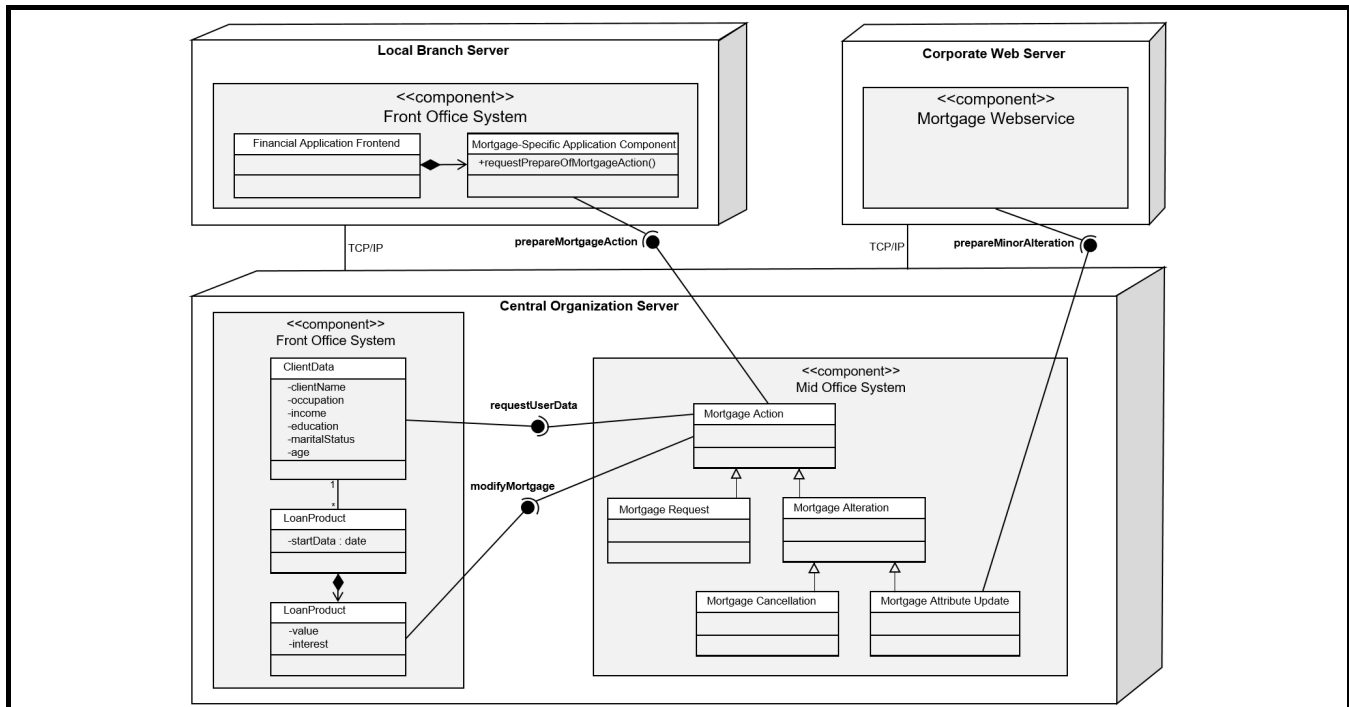 Local Branch Server
<<component>>
Front Office System
Financial Application Frontend
Mortgage-Specific Application Component
+requestPrepareOfMortgageAction()
Corporate Web Server
<<component>>
Mortgage Webservice
TCP/IP
prepareMortgageAction
TCP/IP
prepareMinorAlteration
Central Organization Server
<<component>>
Front Office System
ClientData
-clientName
-occupation
-income
-education
-maritalStatus
-age
1
*
LoanProduct
-startData : date
LoanProduct
-value
-interest
requestUserData
modifyMortgage
<<component>>
Mid Office System
Mortgage Action
Mortgage Request
Mortgage Alteration
Mortgage Cancellation
Mortgage Attribute Update